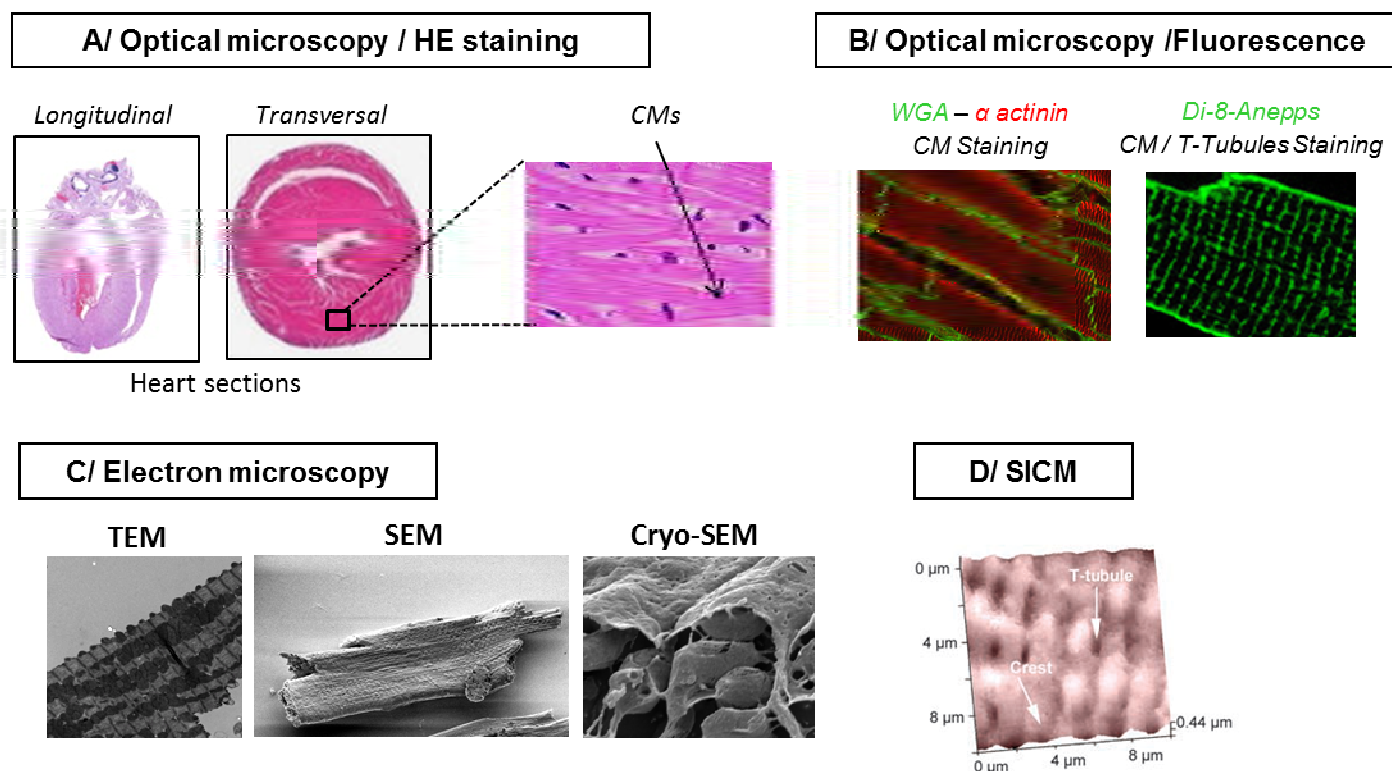 A/ Optical microscopy / HE staining
B/ Optical microscopy /Fluorescence
Longitudinal
Transversal
CMs
WGA – α actinin
CM Staining
Di-8-Anepps
CM / T-Tubules Staining
Heart sections
C/ Electron microscopy
D/ SICM
TEM
SEM
Cryo-SEM
0 µm
T-tubule
4 µm
Crest
8 µm
0.44 µm
0 µm
4 µm
8 µm